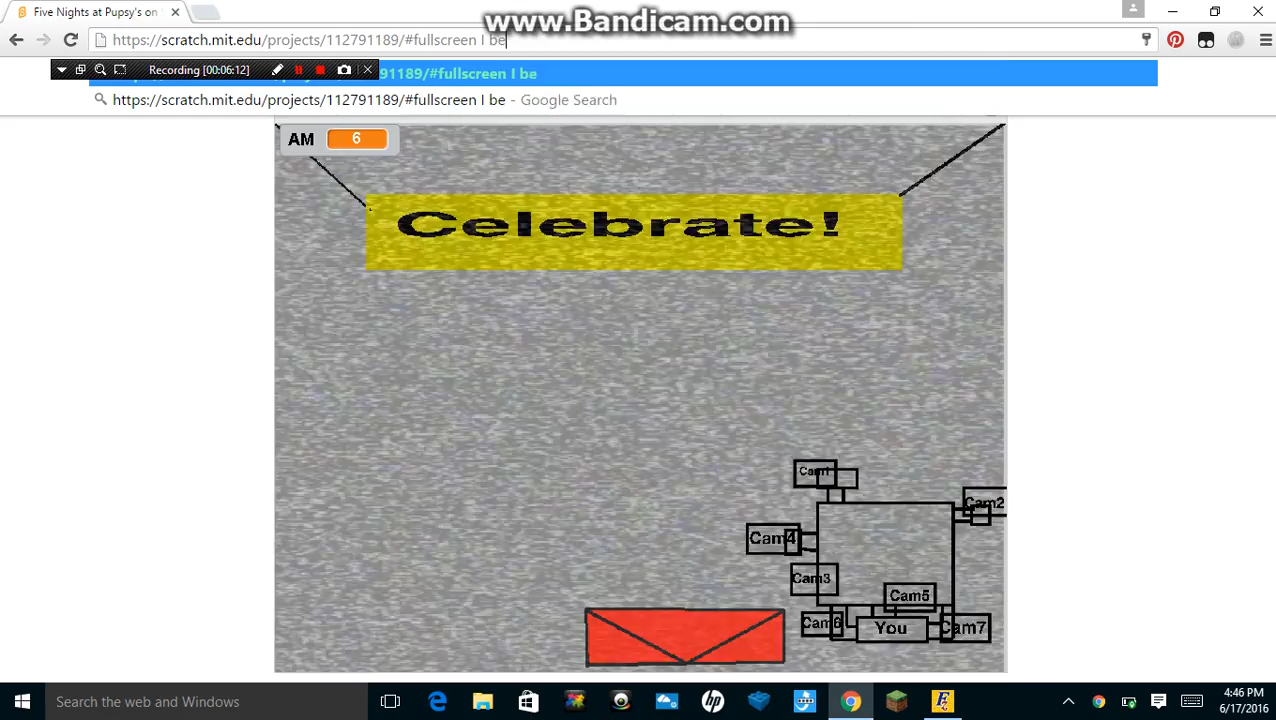 www.Bandicam.com
Five Nights at Pupsy's on
https://scratch.mit.edu/projects/112791189/#fullscreen I be
Recording [00:06:12]
91189/#fullscreen I be
https://scratch.mit.edu/projects/112791189/#fullscreen I be - Google Search
AM 6
Celebrate!
Cam1
Cam2
Cam4
Cam3
Cam5
Cam6
You
Cam7
Search the web and Windows
4:46 PM
6/17/2016